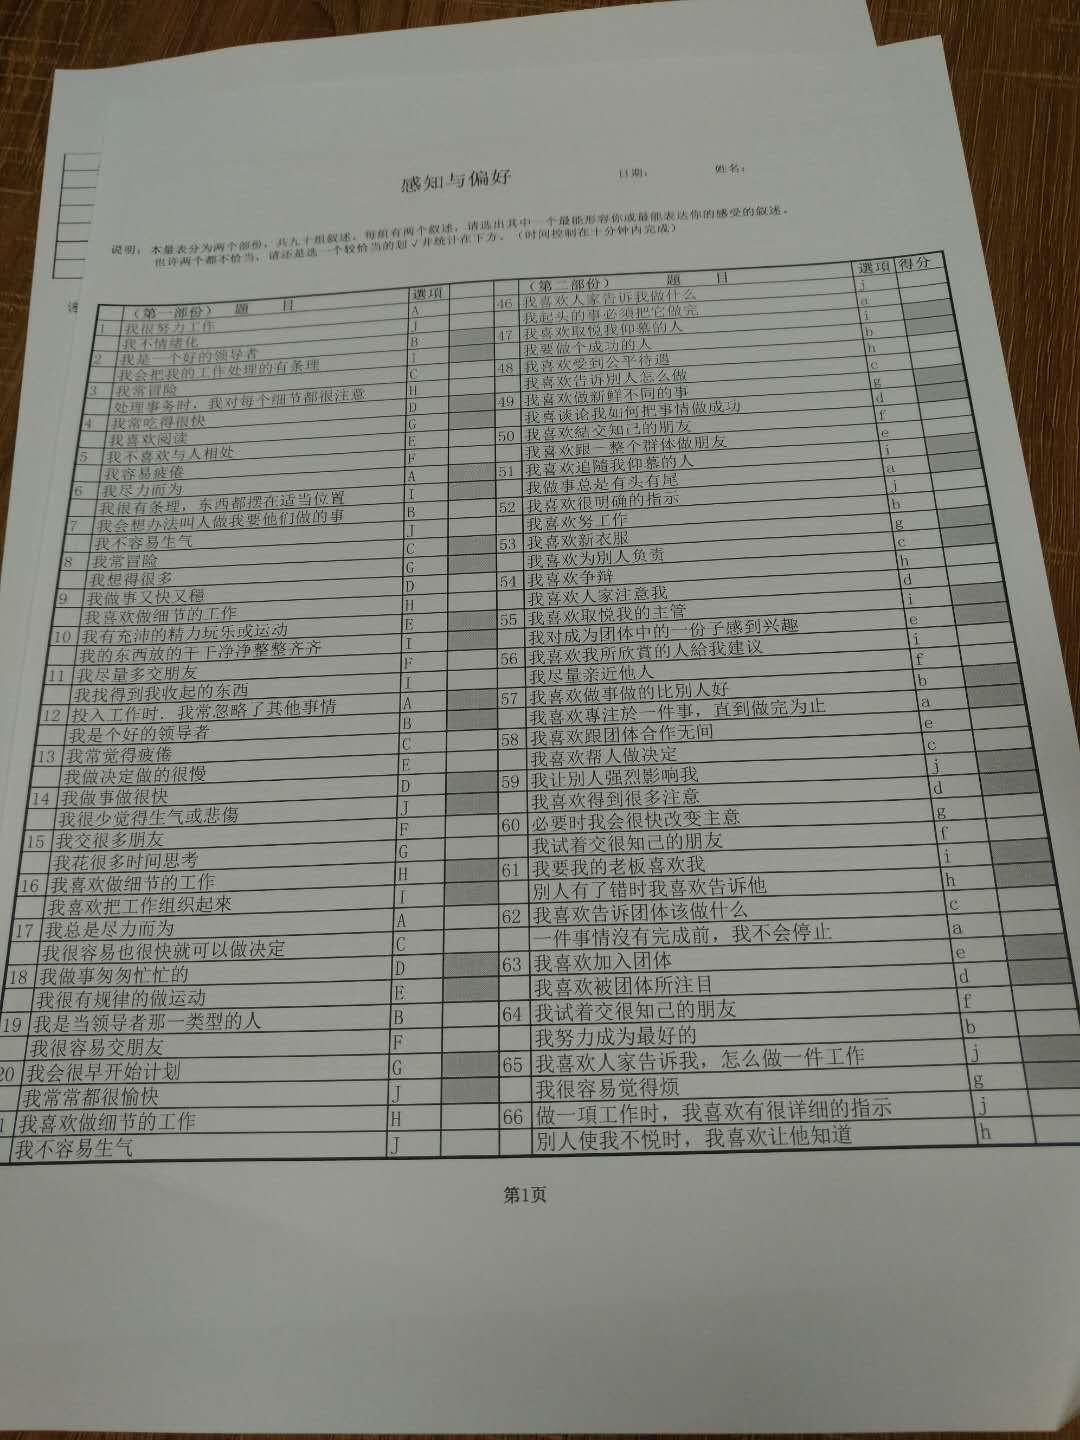 感知与偏好
日期：
姓名：
说明：本量表分为两个部份，共九十组叙述，每组有两个叙述，请选出其中一个最能形容你或最能表达你的感受的叙述。
也许两个都不恰当，请还是选一个较恰当的划√并统计在下方。（时间控制在十分钟内完成）
（第一部份） 题 目 選項
1 我很努力工作 A
我不情绪化 J
2 我是一个好的领导者 B
我会把我的工作处理的有条理 I
3 我常冒险 C
处理事务时，我对每个细节都很注意 H
4 我常吃得很快 D
我喜欢阅读 G
5 我不喜欢与人相处 E
我容易疲倦 F
6 我尽力而为 A
我很有条理，东西都摆在适当位置 I
7 我会想办法叫人做我要他们做的事 B
我不容易生气 J
8 我常冒险 C
我想得很多 G
9 我做事又快又穩 D
我喜欢做细节的工作 H
10 我有充沛的精力玩乐或运动 E
我的东西放的干干净净整整齐齐 I
11 我尽量多交朋友 F
我找得到我收起的东西 I
12 投入工作时．我常忽略了其他事情 A
我是个好的领导者 B
13 我常觉得疲倦 C
我做决定做的很慢 E
14 我做事做很快 D
我很少觉得生气或悲傷 J
15 我交很多朋友 F
我花很多时间思考 G
16 我喜欢做细节的工作 H
我喜欢把工作组织起來 I
17 我总是尽力而为 A
我很容易也很快就可以做决定 C
18 我做事匆匆忙忙的 D
我很有规律的做运动 E
19 我是当领导者那一类型的人 B
我很容易交朋友 F
20 我会很早开始计划 G
我常常都很愉快 J
1 我喜欢做细节的工作 H
我不容易生气 J
（第二部份） 題 目 選項 得分
46 我喜欢人家告诉我做什么 j
我起头的事必須把它做完 a
47 我喜欢取悦我仰慕的人 i
我要做个成功的人 b
48 我喜欢受到公平待遇 h
我喜欢告诉别人怎么做 c
49 我喜欢做新鲜不同的事 g
我喜谈论我如何把事情做成功 d
50 我喜欢結交知己的朋友 f
我喜欢跟一整个群体做朋友 e
51 我喜欢追隨我仰慕的人 i
我做事总是有头有尾 a
52 我喜欢很明确的指示 j
我喜欢努工作 b
53 我喜欢新衣服 g
我喜欢为别人负责 c
54 我喜欢争辩 h
我喜欢人家注意我 d
55 我喜欢取悦我的主管 i
我对成为团体中的一份子感到兴趣 e
56 我喜欢我所欣賞的人給我建议 i
我尽量亲近他人 f
57 我喜欢做事做的比别人好 b
我喜欢專注於一件事，直到做完为止 a
58 我喜欢跟团体合作无间 e
我喜欢帮人做决定 c
59 我让别人强烈影响我 j
我喜欢得到很多注意 d
60 必要时我会很快改变主意 g
我试着交很知己的朋友 f
61 我要我的老板喜欢我 i
別人有了错时我喜欢告诉他 h
62 我喜欢告诉团体该做什么 c
一件事情沒有完成前，我不会停止 a
63 我喜欢加入团体 e
我喜欢被团体所注目 d
64 我试着交很知己的朋友 f
我努力成为最好的 b
65 我喜欢人家告诉我，怎么做一件工作 j
我很容易觉得烦 g
66 做一項工作时，我喜欢有很详细的指示 j
別人使我不悦时，我喜欢让他知道 h
第1页